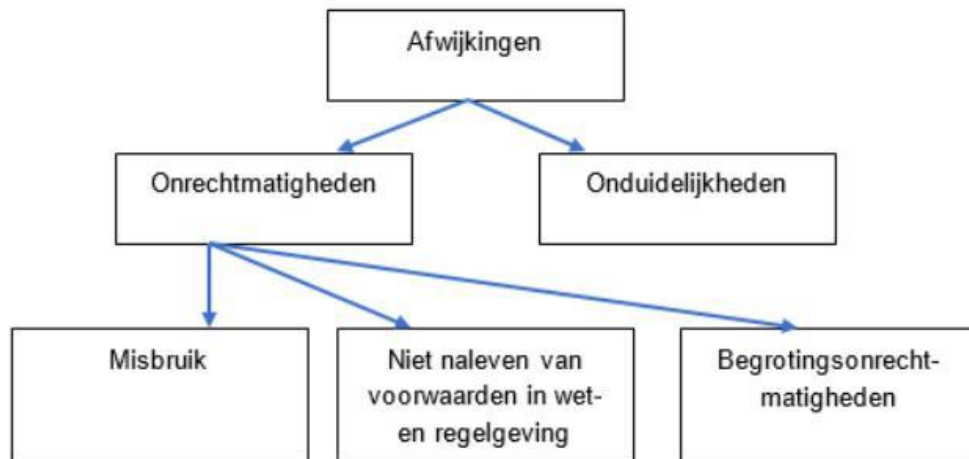 Afwijkingen
Onrechtmatigheden
Onduidelijkheden
Misbruik
Niet naleven van
voorwaarden in wet-
en regelgeving
Begrotingsonrecht-
matigheden